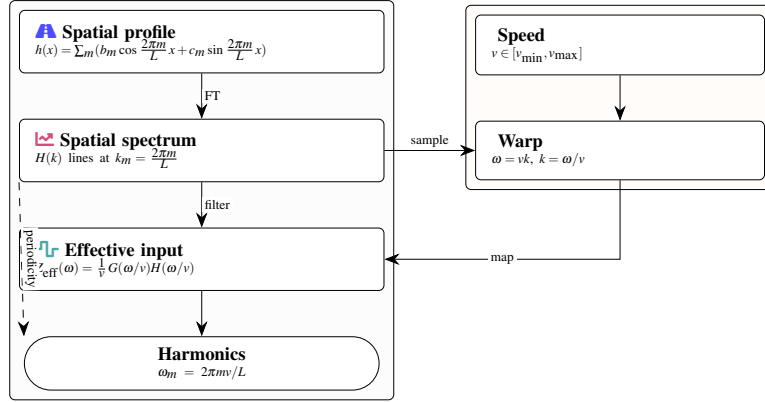 Spatial profile
h(x) = ∑ₘ(bₘ cos 2πm/L x + cₘ sin 2πm/L x)
FT
Spatial spectrum
H(k) lines at kₘ = 2πm/L
filter
periodicity
Effective input
eff(ω) = 1/v G(ω/v)H(ω/v)
Harmonics
ωₘ = 2πmv/L
sample
map
Speed
v ∈ [vmin, vmax]
Warp
ω = vk, k = ω/v